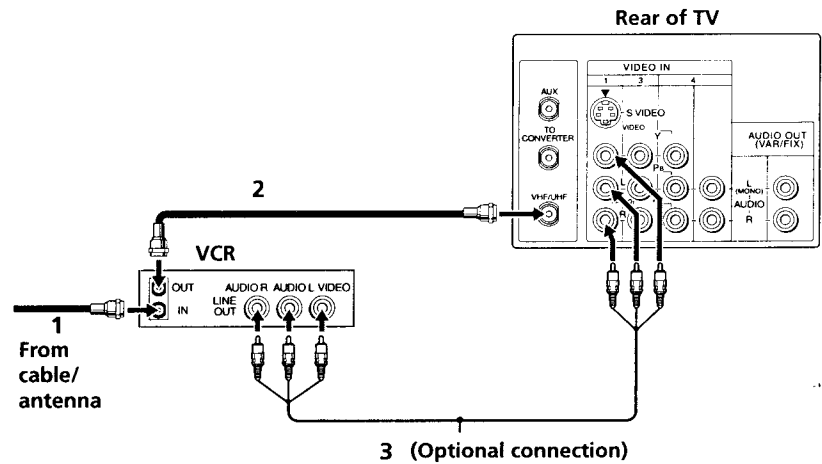 Rear of TV
VIDEO IN
1 3 4
AUX
S VIDEO
TO
CONVERTER
VIDEO
Y
AUDIO OUT
(VAR/FIX)
PB
2
VHF/UHF
L
L
(MONO)
AUDIO
R
R
VCR
OUT
AUDIO R AUDIO L VIDEO
LINE
OUT
IN
1
From
cable/
antenna
3 (Optional connection)